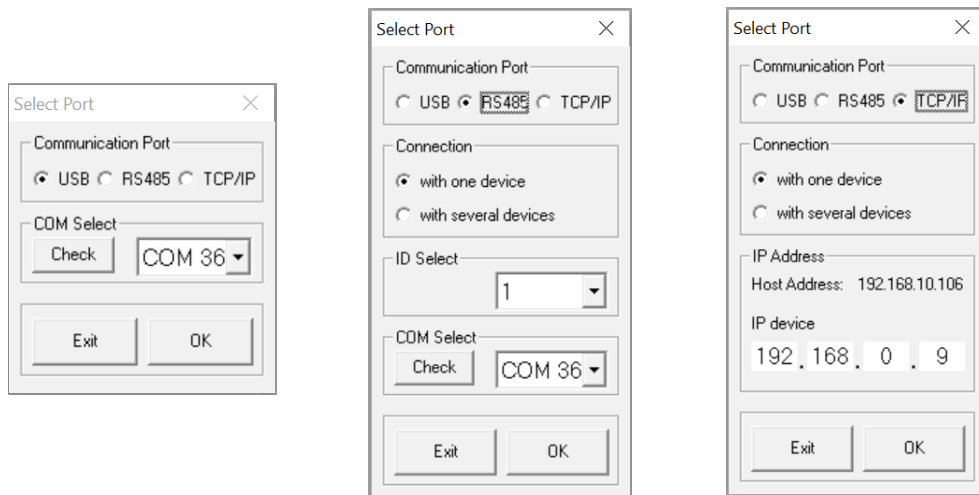 Select Port
Communication Port
USB RS485 TCP/IP
COM Select
Check COM 36
Exit OK
Select Port
Communication Port
USB RS485 TCP/IP
Connection
with one device
with several devices
ID Select
1
COM Select
Check COM 36
Exit OK
Select Port
Communication Port
USB RS485 TCP/IP
Connection
with one device
with several devices
IP Address
Host Address: 192.168.10.106
IP device
192 . 168 . 0 . 9
Exit OK